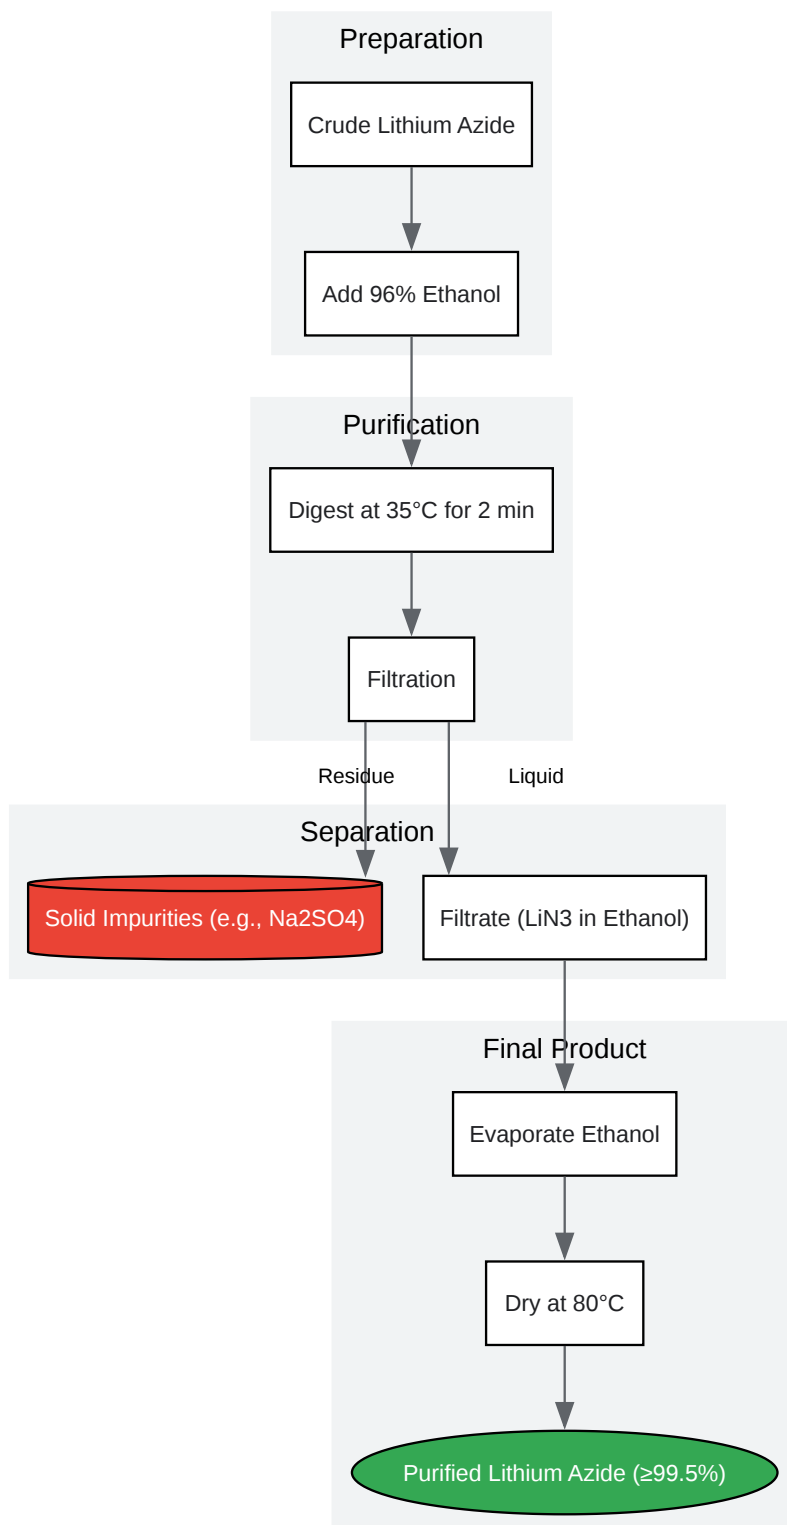 Preparation
Crude Lithium Azide
Add 96% Ethanol
Purification
Digest at 35°C for 2 min
Filtration
Residue
Liquid
Separation
Solid Impurities (e.g., Na2SO4)
Filtrate (LiN3 in Ethanol)
Final Product
Evaporate Ethanol
Dry at 80°C
Purified Lithium Azide (≥99.5%)